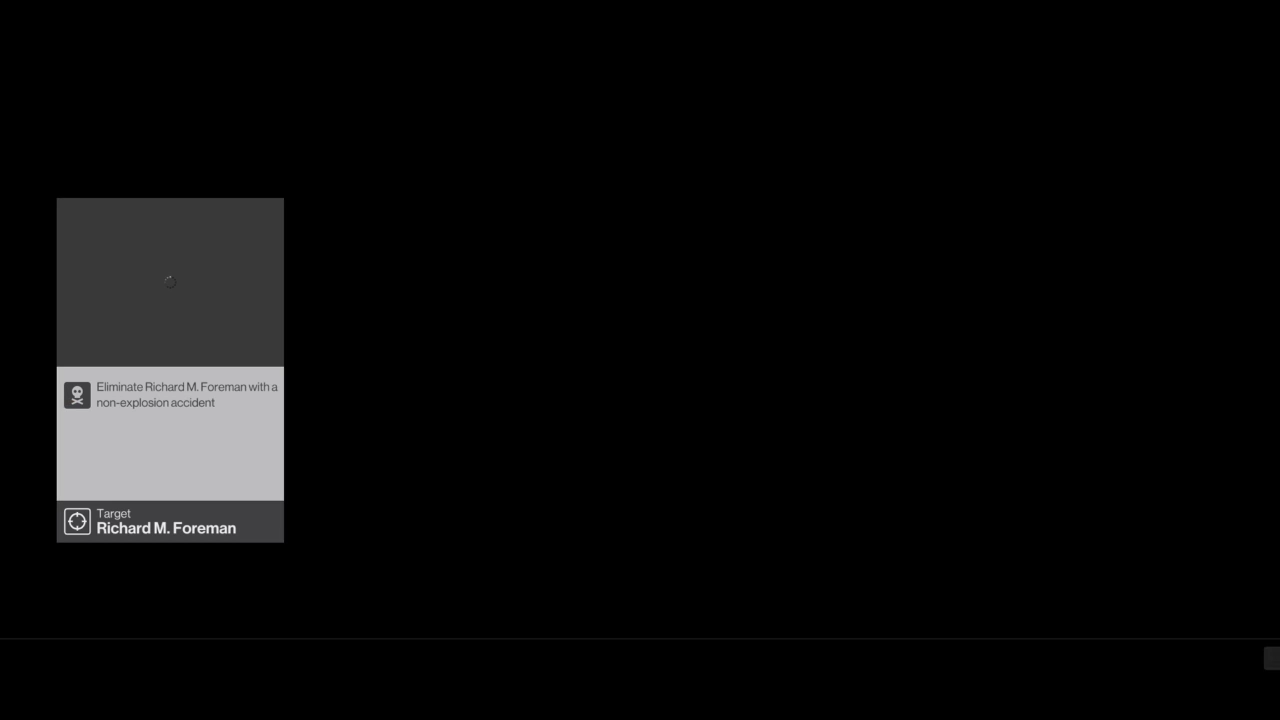 Eliminate Richard M. Foreman with a
non-explosion accident
Target
Richard M. Foreman